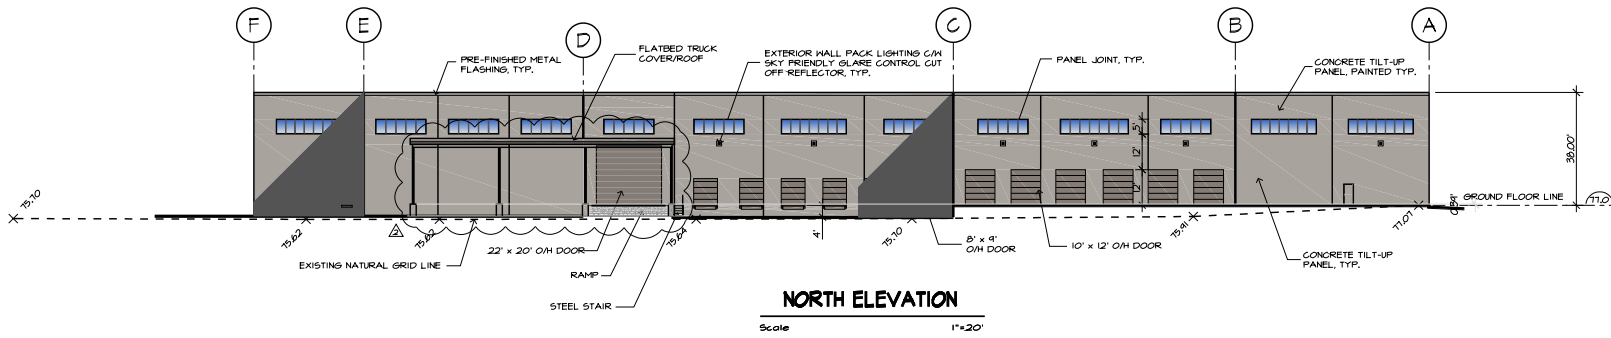 F
E
D
C
B
A
PRE-FINISHED METAL
FLASHING, TYP.
FLATBED TRUCK
COVER/ROOF
EXTERIOR WALL PACK LIGHTING C/W
SKY FRIENDLY GLARE CONTROL CUT
OFF REFLECTOR, TYP.
PANEL JOINT, TYP.
CONCRETE TILT-UP
PANEL, PAINTED TYP.
5'
12'
12'
38.00'
75.70
GROUND FLOOR LINE
75.62
2
75.62
75.64
4'
75.70
75.91
77.07
22' x 20' O/H DOOR
8' x 9'
O/H DOOR
10' x 12' O/H DOOR
EXISTING NATURAL GRID LINE
RAMP
CONCRETE TILT-UP
PANEL, TYP.
STEEL STAIR
NORTH ELEVATION
Scale 1"=20'